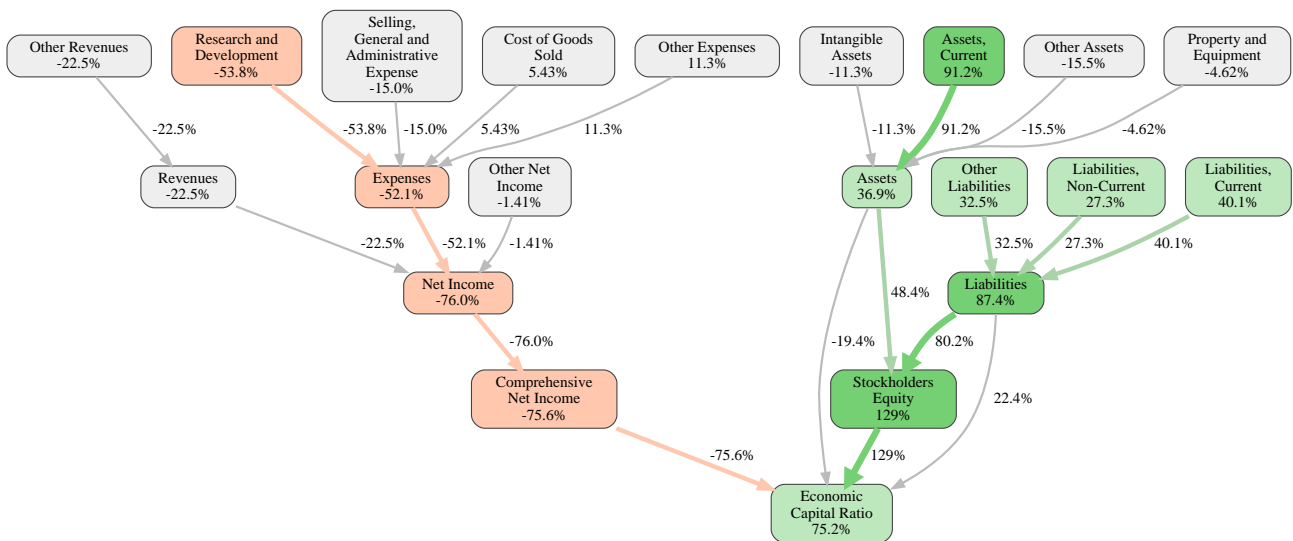 Other Revenues
-22.5%
Research and
Development
-53.8%
Selling,
General and
Administrative
Expense
-15.0%
Cost of Goods
Sold
5.43%
Other Expenses
11.3%
Intangible
Assets
-11.3%
Assets,
Current
91.2%
Other Assets
-15.5%
Property and
Equipment
-4.62%
-22.5%
-53.8%
-15.0%
5.43%
11.3%
-11.3%
91.2%
-15.5%
-4.62%
Revenues
-22.5%
Expenses
-52.1%
Other Net
Income
-1.41%
Assets
36.9%
Other
Liabilities
32.5%
Liabilities,
Non-Current
27.3%
Liabilities,
Current
40.1%
-22.5%
-52.1%
-1.41%
32.5%
27.3%
40.1%
Net Income
-76.0%
48.4%
Liabilities
87.4%
-76.0%
-19.4%
80.2%
Comprehensive
Net Income
-75.6%
Stockholders
Equity
129%
22.4%
-75.6%
129%
Economic
Capital Ratio
75.2%